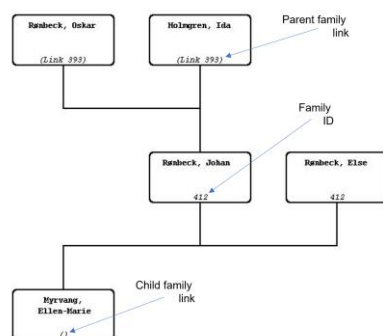 Rønbeck, Oskar
(Link 393)
Holmgren, Ida
(Link 393)
Parent family
link
Family
ID
Rønbeck, Johan
412
Rønbeck, Else
412
Child family
link
Myrvang,
Ellen-Marie
()